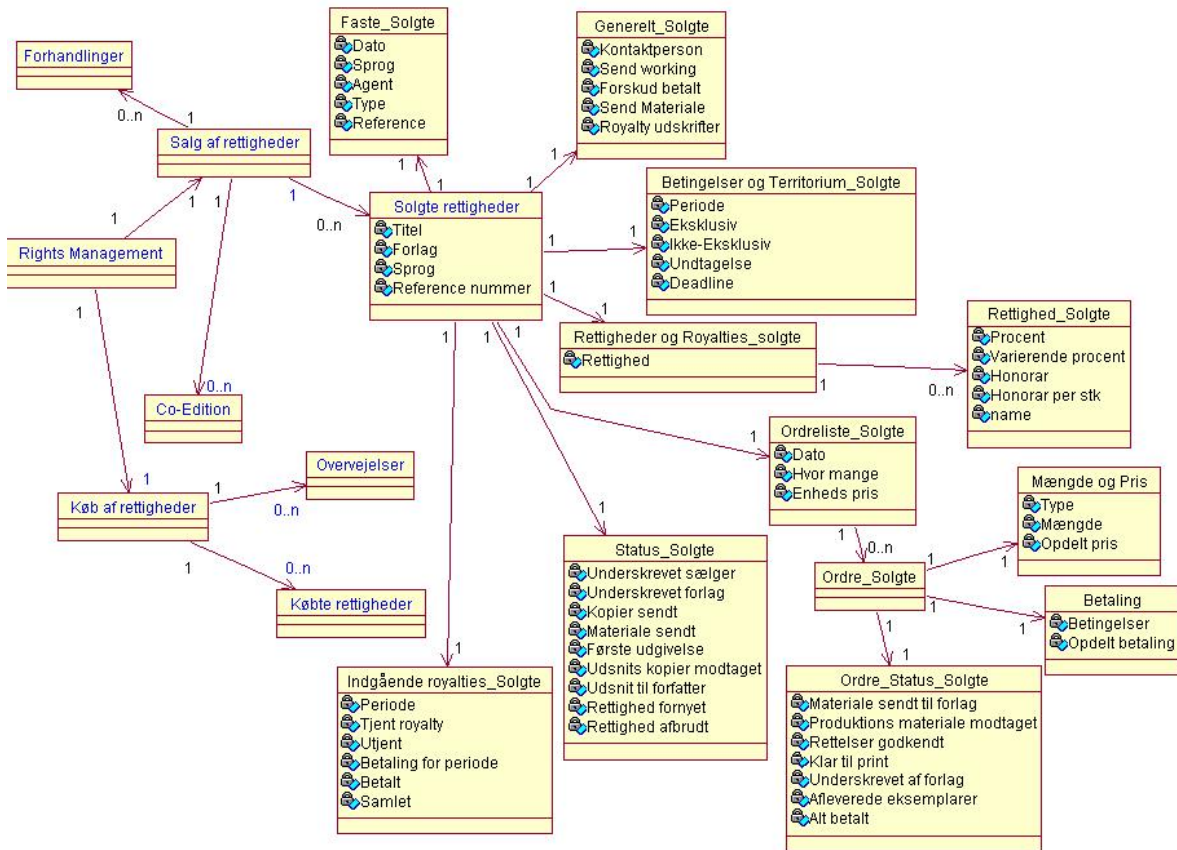 Faste_Solgte
Dato
Sprog
Agent
Type
Reference
Generelt_Solgte
Kontaktperson
Send working
Forskud betalt
Send Materiale
Royalty udskrifter
Forhandlinger
0..n
1
Salg af rettigheder
1
1
1
1
0..n
1
1
1
1
Solgte rettigheder
Titel
Forlag
Sprog
Reference nummer
Betingelser og Territorium_Solgte
Periode
Eksklusiv
Ikke-Eksklusiv
Undtagelse
Deadline
1
1
1
1
Rights Management
1
1
1
1
Rettigheder og Royalties_solgte
Rettighed
1
0..n
Rettighed_Solgte
Procent
Varierende procent
Honorar
Honorar per stk
name
0..n
Co-Edition
Ordreliste_Solgte
Dato
Hvor mange
Enheds pris
1
1
0..n
Overvejelser
1
Køb af rettigheder
1
0..n
1
0..n
Købte rettigheder
Mængde og Pris
Type
Mængde
Opdelt pris
1
1
Ordre_Solgte
1
1
1
1
Betaling
Betingelser
Opdelt betaling
1
Status_Solgte
Underskrevet sælger
Underskrevet forlag
Kopier sendt
Materiale sendt
Første udgivelse
Udsnits kopier modtaget
Udsnit til forfatter
Rettighed fornyet
Rettighed afbrudt
1
Indgående royalties_Solgte
Periode
Tjent royalty
Utjent
Betaling for periode
Betalt
Samlet
Ordre_Status_Solgte
Materiale sendt til forlag
Produktions materiale modtaget
Rettelser godkendt
Klar til print
Underskrevet af forlag
Afleverede eksemplarer
Alt betalt